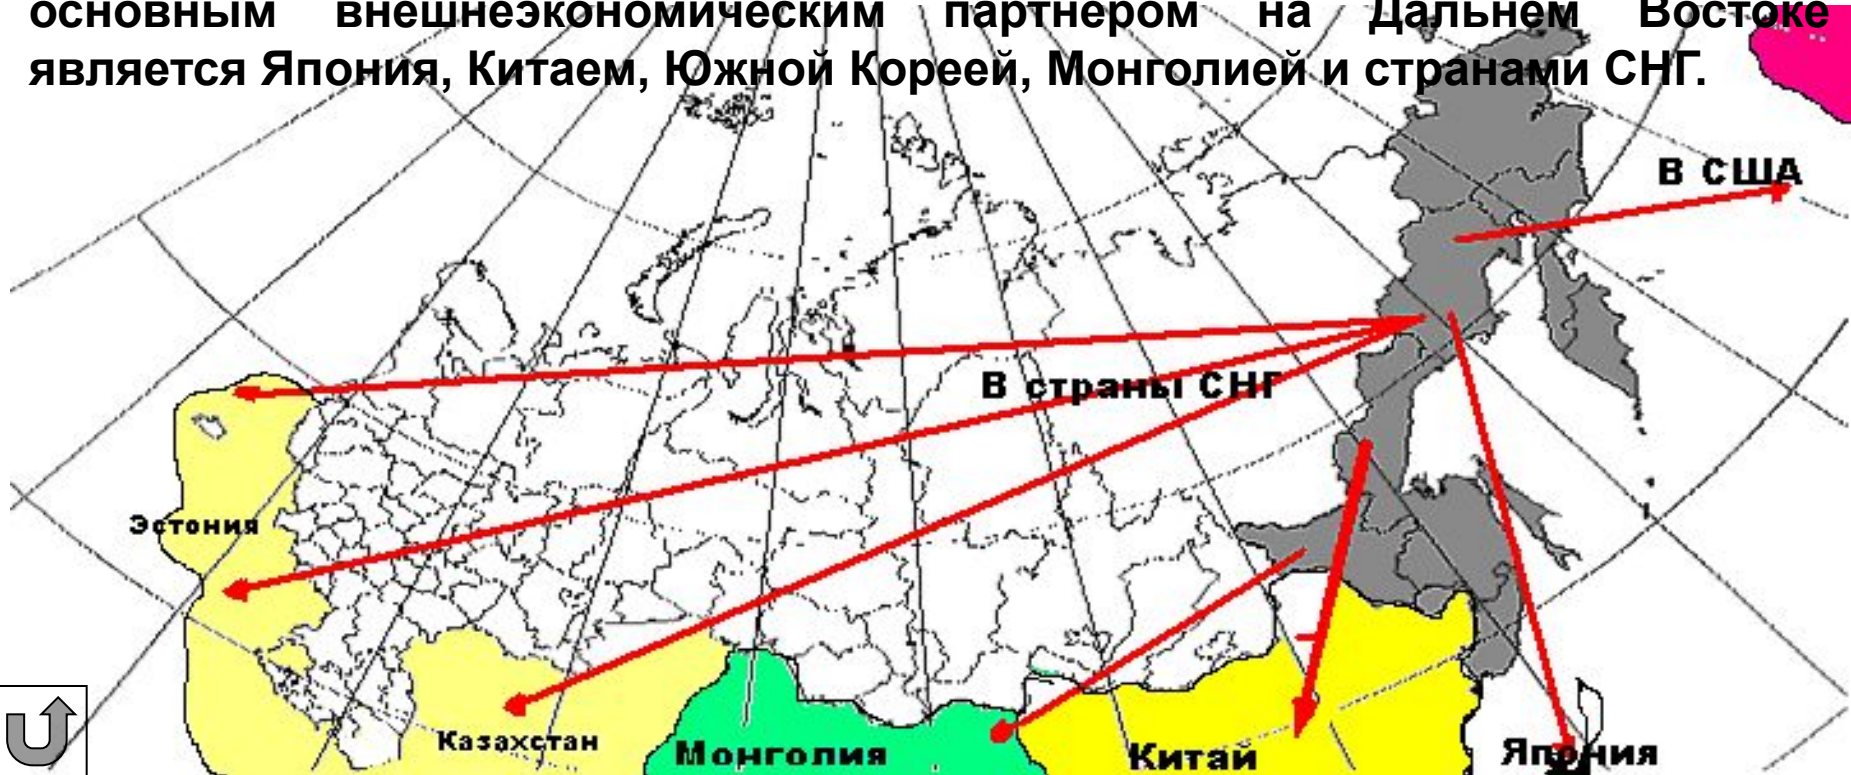 основным внешнеэкономическим партнером на Дальнем Востоке
является Япония, Китаем, Южной Кореей, Монголией и странами СНГ.
В США
В страны СНГ
Эстония
Казахстан
Монголия
Китай
Япония